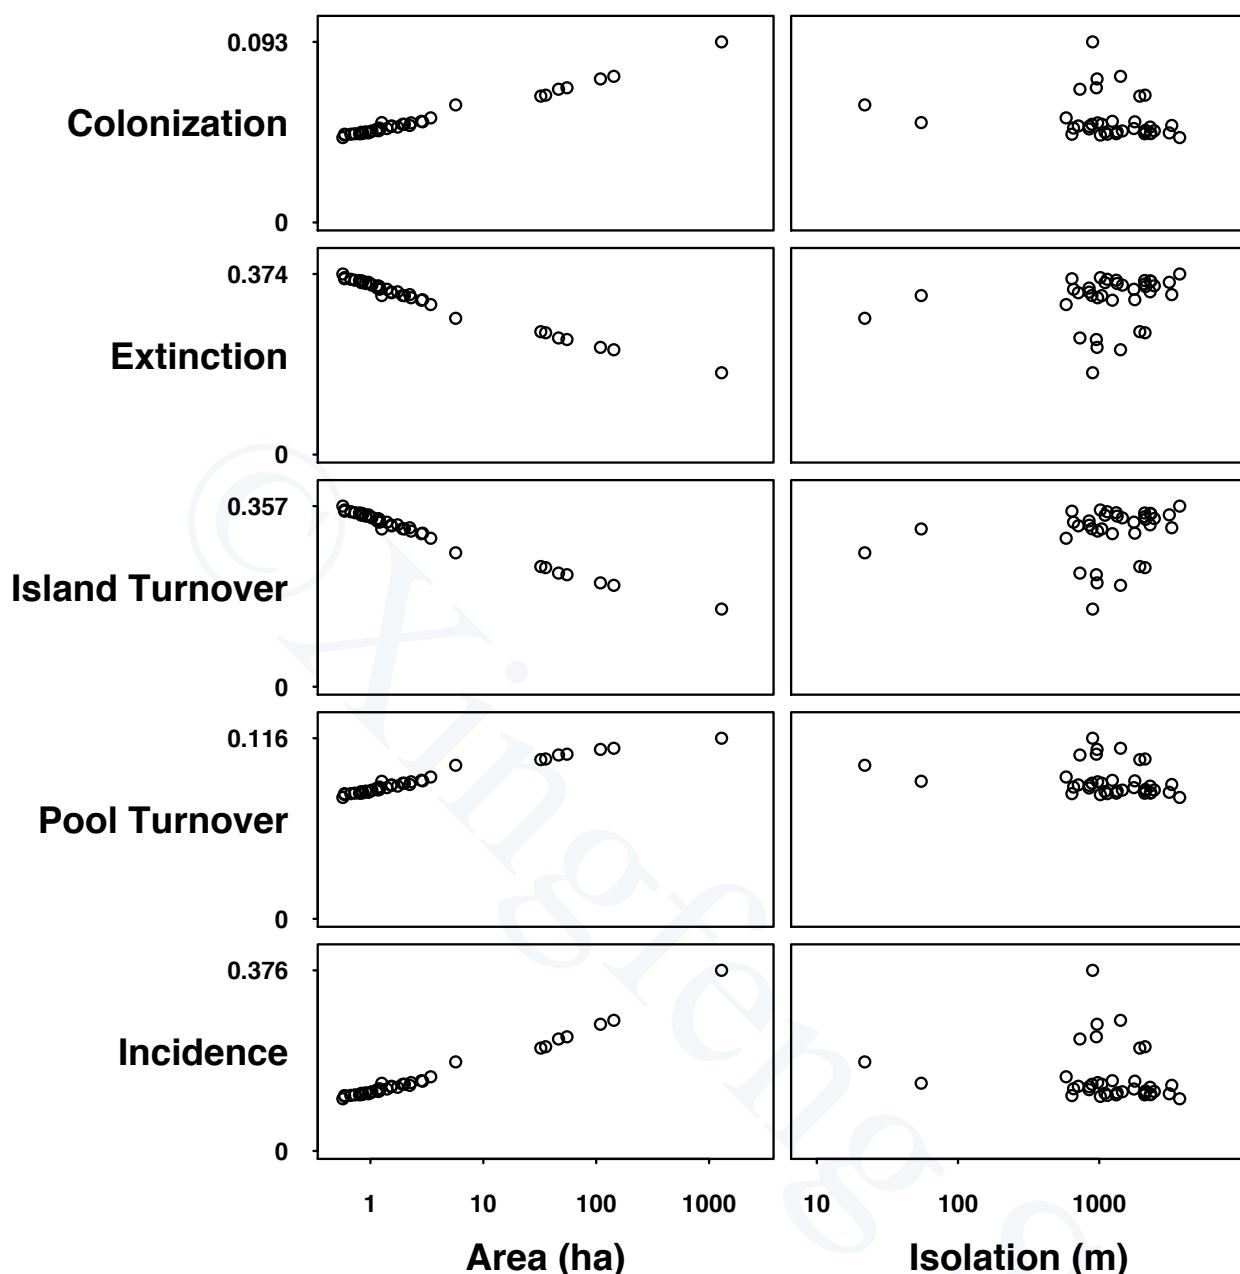 0.093
Colonization
0
0.374
Extinction
0
0.357
Island Turnover
0
0.116
Pool Turnover
0
0.376
Incidence
0
1 10 100 1000 10 100 1000
Area (ha) Isolation (m)
©Xingfeng S